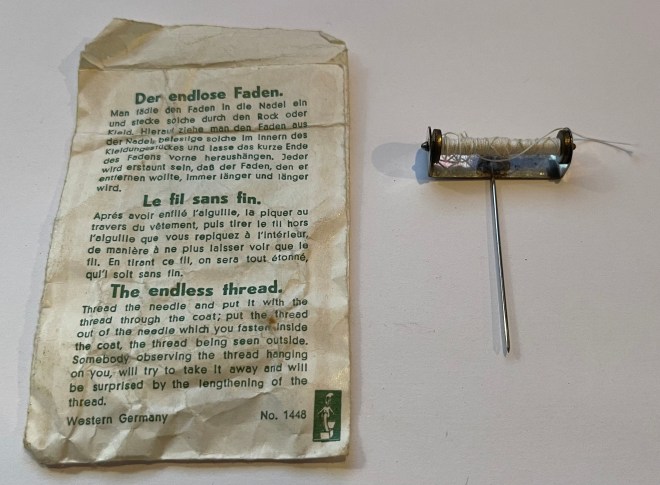 Der endlose Faden.
Man fädle den Faden in die Nadel ein
und stecke solche durch den Rock oder
Kleid. Hierauf ziehe man den Faden aus
der Nadel, befestige solche im Innern des
Kleidungsstückes und lasse das kurze Ende
des Fadens vorne heraushängen. Jeder
wird erstaunt sein, daß der Faden, den er
entfernen wollte, immer länger und länger
wird.
Le fil sans fin.
Aprés avoir enfilé l'aiguille, la piquer au
travers du vêtement, puis tirer le fil hors
l'aiguille que vous repiquez à l'intérieur,
de manière à ne plus laisser voir que le
fil. En tirant ce fil, on sera tout étonné,
qu'il soit sans fin.
The endless thread.
Thread the needle and put it with the
thread through the coat; put the thread
out of the needle which you fasten inside
the coat, the thread being seen outside.
Somebody observing the thread hanging
on you, will try to take it away and will
be surprised by the lengthening of the
thread.
Western Germany No. 1448